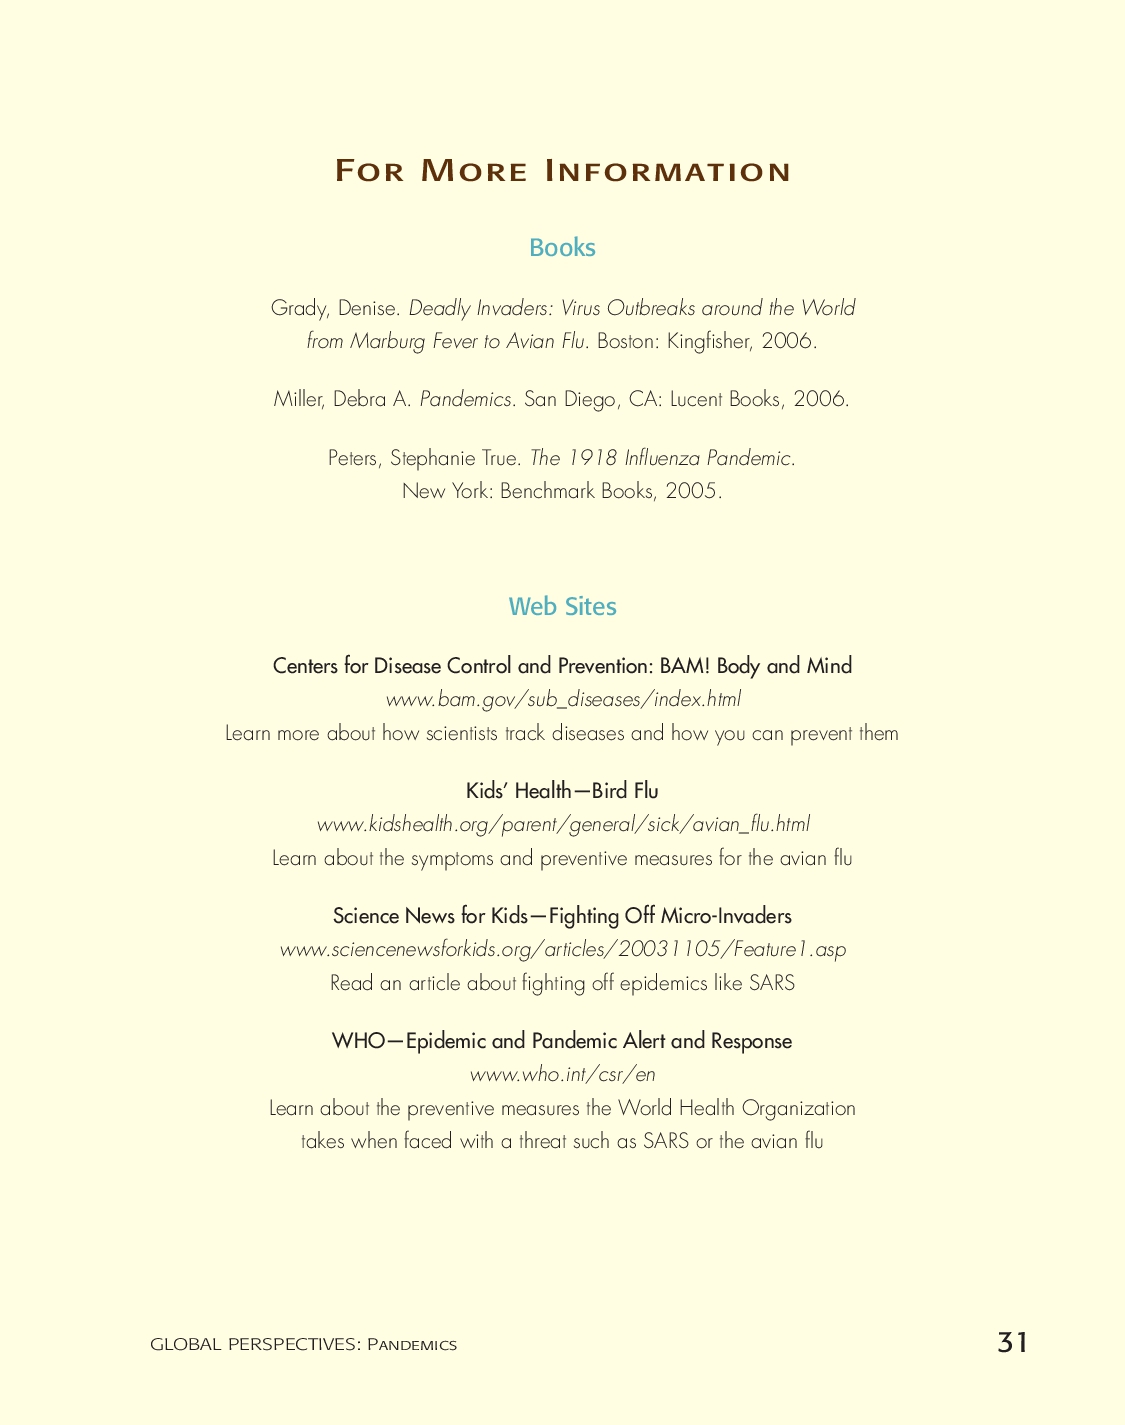 For More Information
Books
Grady, Denise. Deadly Invaders: Virus Outbreaks around the World
from Marburg Fever to Avian Flu. Boston: Kingfisher, 2006.
Miller, Debra A. Pandemics. San Diego, CA: Lucent Books, 2006.
Peters, Stephanie True. The 1918 Influenza Pandemic.
New York: Benchmark Books, 2005.
Web Sites
Centers for Disease Control and Prevention: BAM! Body and Mind
www.bam.gov/sub_diseases/index.html
Learn more about how scientists track diseases and how you can prevent them
Kids’ Health—Bird Flu
www.kidshealth.org/parent/general/sick/avian_flu.html
Learn about the symptoms and preventive measures for the avian flu
Science News for Kids—Fighting Off Micro-Invaders
www.sciencenewsforkids.org/articles/20031105/Feature1.asp
Read an article about fighting off epidemics like SARS
WHO—Epidemic and Pandemic Alert and Response
www.who.int/csr/en
Learn about the preventive measures the World Health Organization
takes when faced with a threat such as SARS or the avian flu
GLOBAL PERSPECTIVES: Pandemics 31